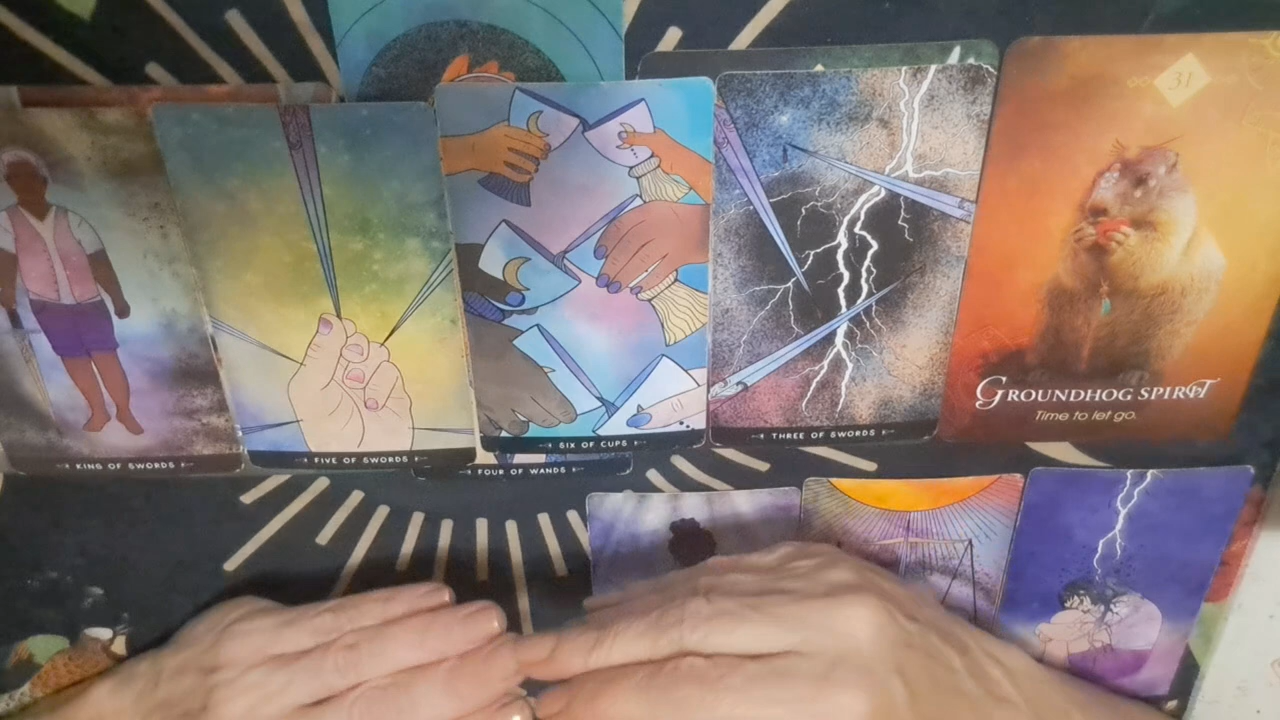 31
KING OF SWORDS
FIVE OF SWORDS
SIX OF CUPS
THREE OF SWORDS
GROUNDHOG SPIRIT
Time to let go.
FOUR OF WANDS